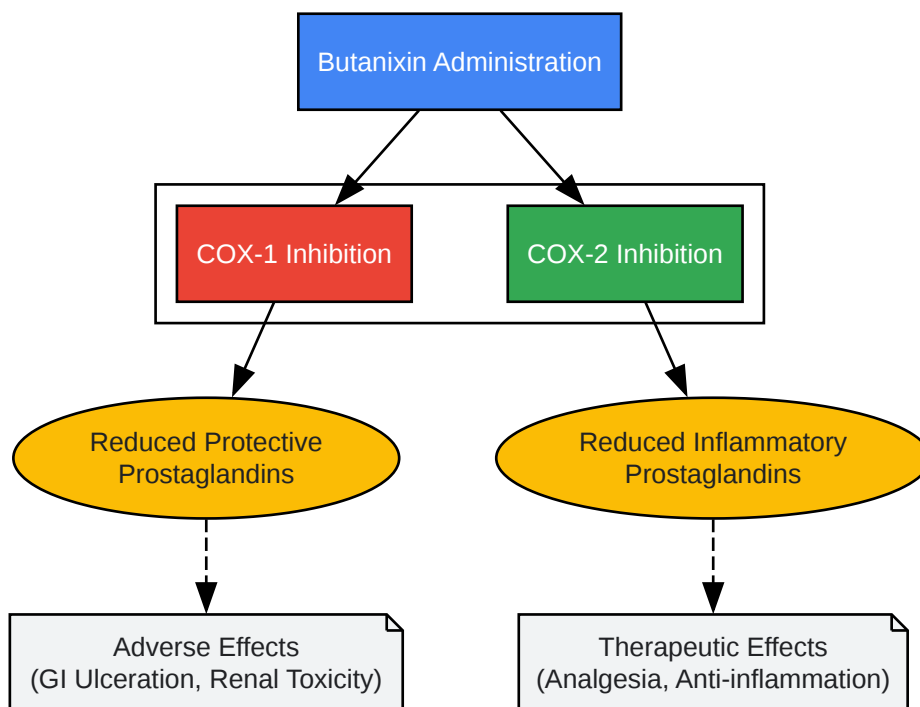 Butanixin Administration
COX-1 Inhibition
COX-2 Inhibition
Reduced Protective
Prostaglandins
Reduced Inflammatory
Prostaglandins
Adverse Effects
(GI Ulceration, Renal Toxicity)
Therapeutic Effects
(Analgesia, Anti-inflammation)